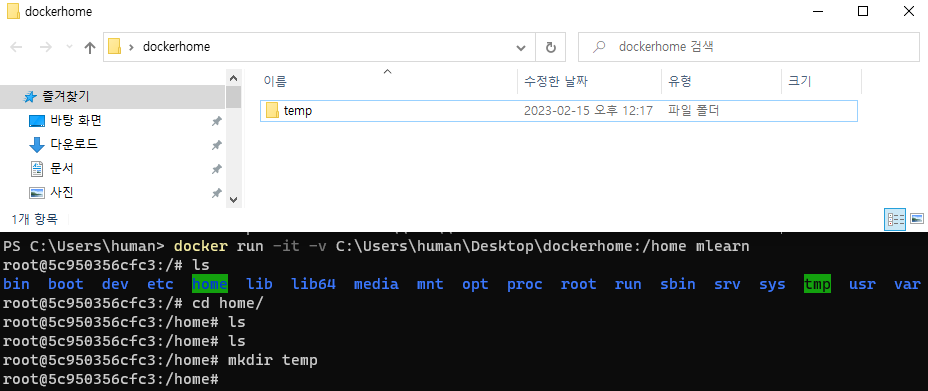 dockerhome
dockerhome
dockerhome 검색
이름 수정한 날짜 유형 크기
즐겨찾기
temp 2023-02-15 오후 12:17 파일 폴더
바탕 화면
다운로드
문서
사진
1개 항목
PS C:\Users\human> docker run -it -v C:\Users\human\Desktop\dockerhome:/home mlearn
root@5c950356cfc3:/# ls
bin boot dev etc home lib lib64 media mnt opt proc root run sbin srv sys tmp usr var
root@5c950356cfc3:/# cd home/
root@5c950356cfc3:/home# ls
root@5c950356cfc3:/home# ls
root@5c950356cfc3:/home# mkdir temp
root@5c950356cfc3:/home#